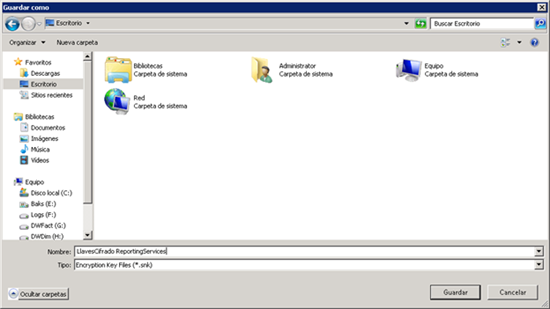 Guardar como
Escritorio
Buscar Escritorio
Organizar
Nueva carpeta
Favoritos
Descargas
Escritorio
Sitios recientes
Bibliotecas
Documentos
Imágenes
Música
Vídeos
Equipo
Disco local (C:)
Baks (E:)
Logs (F:)
DWFact (G:)
DWDim (H:)
Bibliotecas
Carpeta de sistema
Administrator
Carpeta de sistema
Equipo
Carpeta de sistema
Red
Carpeta de sistema
Nombre: LlavesCifrado ReportingServices
Tipo: Encryption Key Files (*.snk)
Ocultar carpetas
Guardar
Cancelar